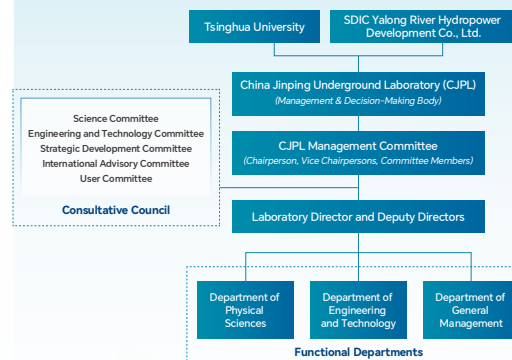 Tsinghua University
SDIC Yalong River Hydropower
Development Co., Ltd.
China Jinping Underground Laboratory (CJPL)
(Management & Decision-Making Body)
Science Committee
Engineering and Technology Committee
Strategic Development Committee
International Advisory Committee
User Committee
Consultative Council
CJPL Management Committee
(Chairperson, Vice Chairpersons, Committee Members)
Laboratory Director and Deputy Directors
Department of
Physical
Sciences
Department of
Engineering
and Technology
Department of
General
Management
Functional Departments